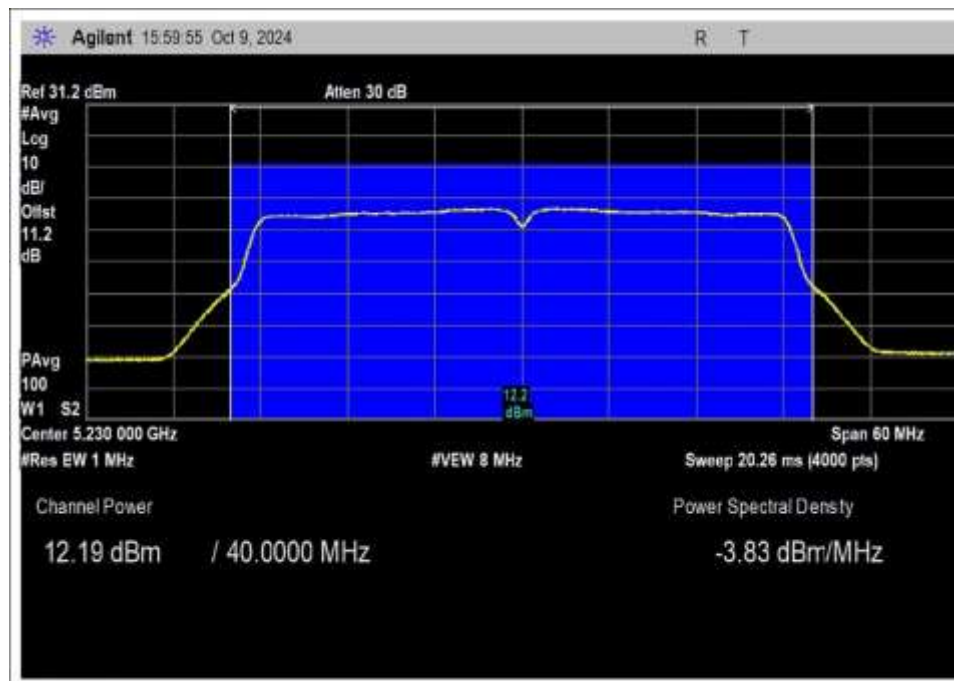 Agilent 15:59:55 Oct 9, 2024 R T
Ref 31.2 dBm Atten 30 dB
#Avg
Log
10
dB/
Offst
11.2
dB
PAvg
100
W1 S2
12.2
dBm
Center 5.230 000 GHz Span 60 MHz
#Res BW 1 MHz #VBW 8 MHz Sweep 20.26 ms (4000 pts)
Channel Power Power Spectral Density
12.19 dBm / 40.0000 MHz -3.83 dBm/MHz